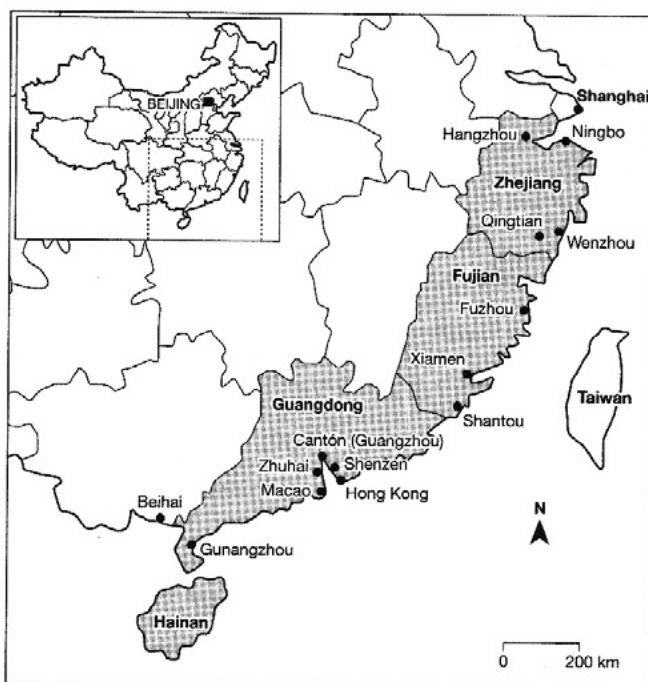 BEIJING
Shanghai
Hangzhou
Ningbo
Zhejiang
Qingtian
Wenzhou
Fujian
Fuzhou
Xiamen
Taiwan
Guangdong
Shantou
Cantón (Guangzhou)
Zhuhai
Shenzen
Macao
Hong Kong
Beihai
N
Gunangzhou
Hainan
0
200 km